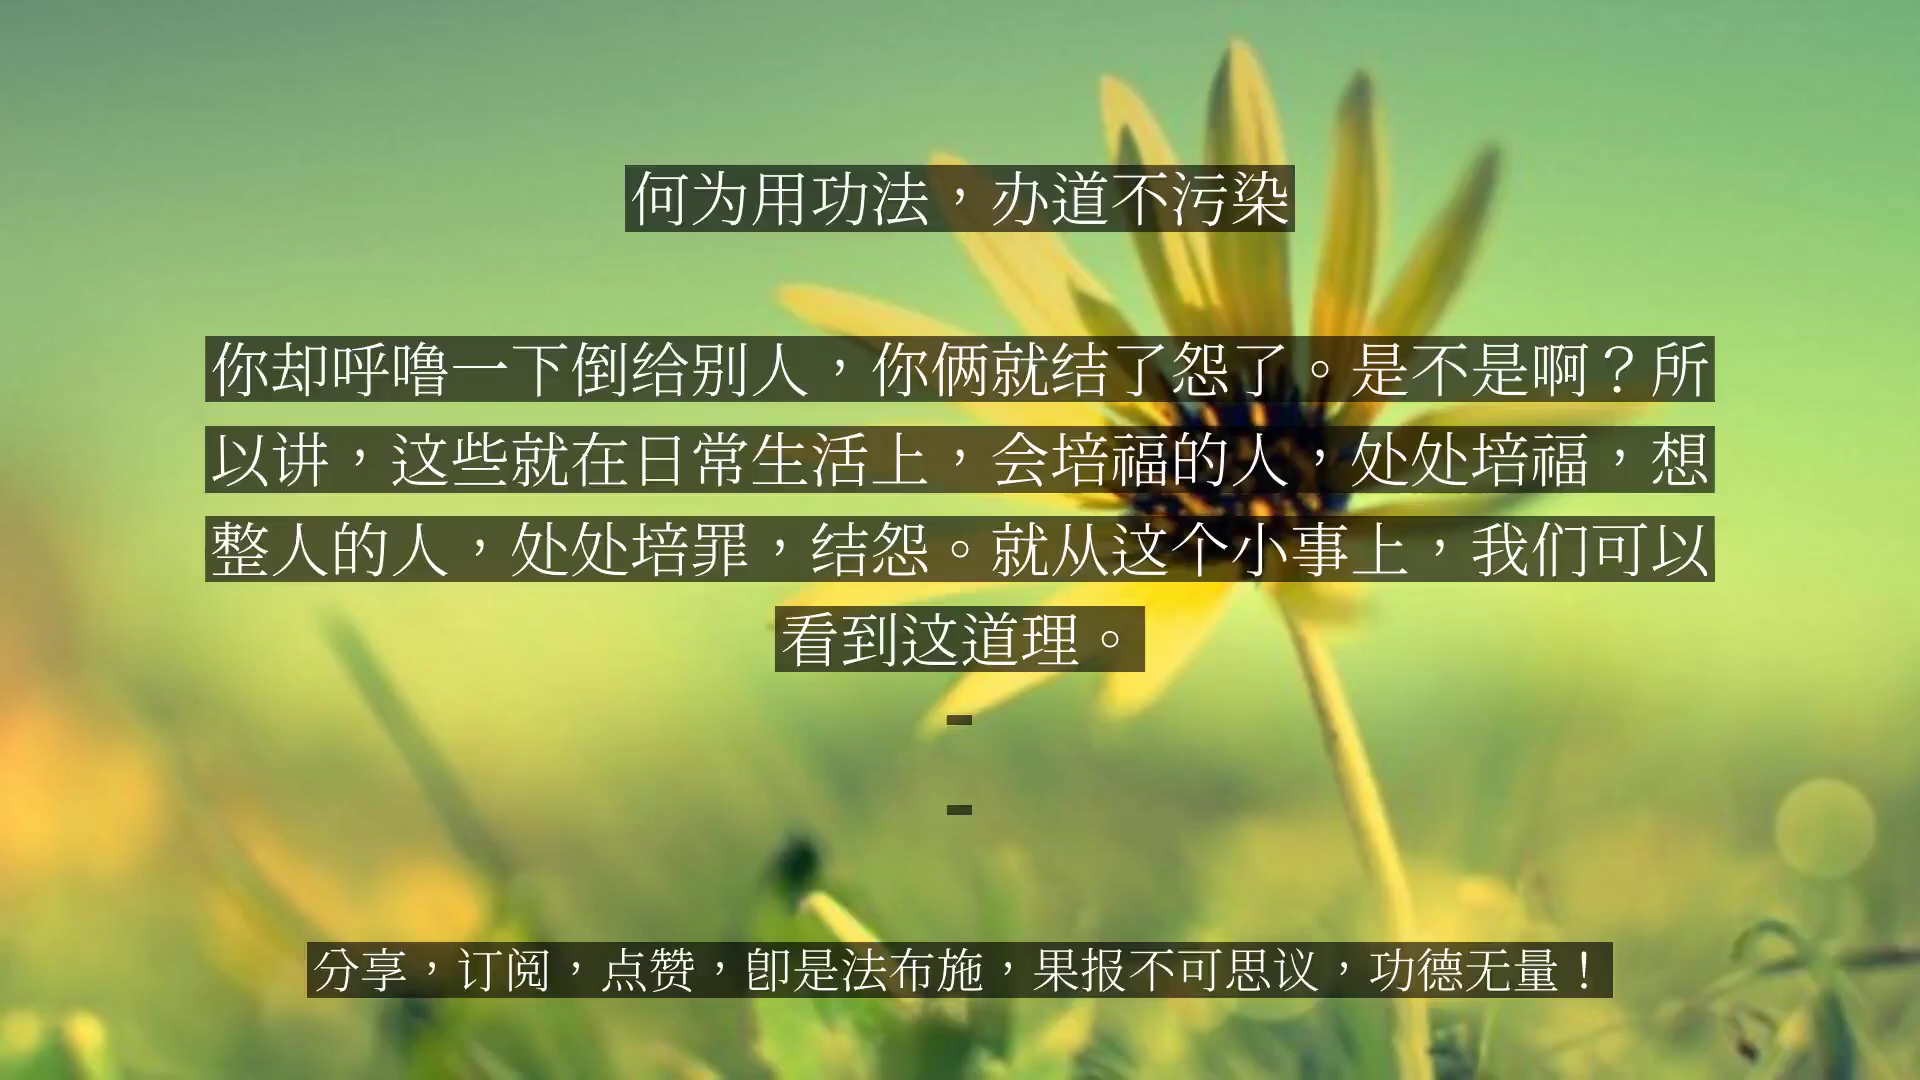 何为用功法，办道不污染
你却呼噜一下倒给别人，你俩就结了怨了。是不是啊？所
以讲，这些就在日常生活上，会培福的人，处处培福，想
整人的人，处处培罪，结怨。就从这个小事上，我们可以
看到这道理。
-
-
分享，订阅，点赞，即是法布施，果报不可思议，功德无量！